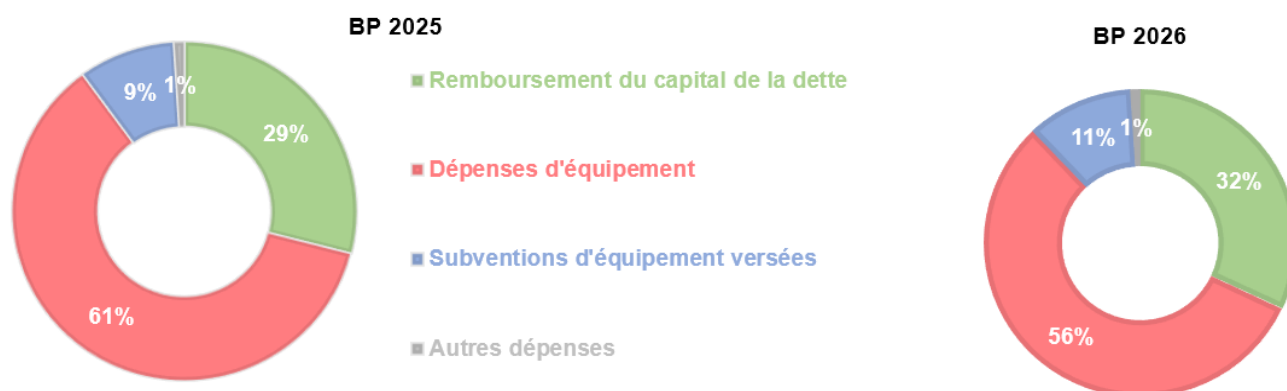 BP 2025
9%
1%
29%
61%
Remboursement du capital de la dette
Dépenses d'équipement
Subventions d'équipement versées
Autres dépenses
BP 2026
11%
1%
32%
56%